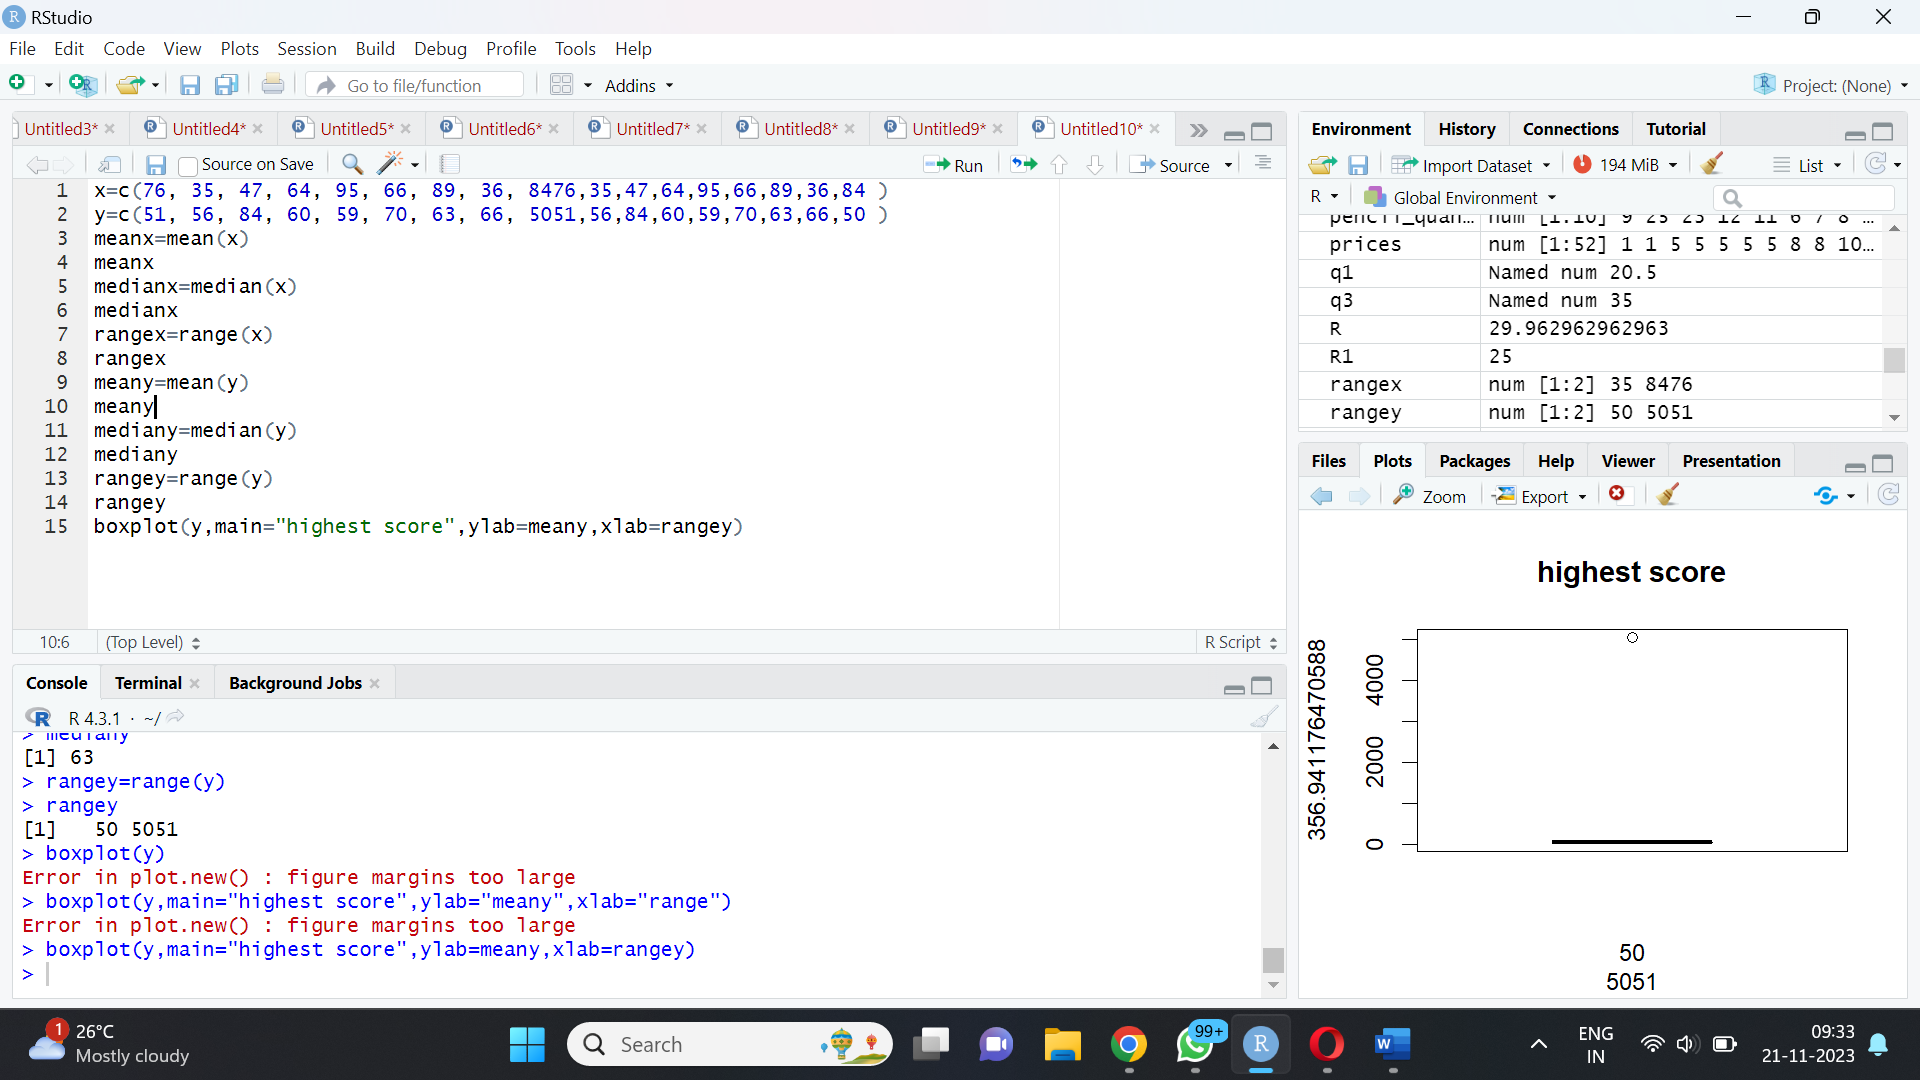 RStudio
File Edit Code View Plots Session Build Debug Profile Tools Help
Go to file/function Addins Project: (None)
Untitled3* Untitled4* Untitled5* Untitled6* Untitled7* Untitled8* Untitled9* Untitled10*
Source on Save Run Source
1 x=c(76, 35, 47, 64, 95, 66, 89, 36, 8476,35,47,64,95,66,89,36,84 )
2 y=c(51, 56, 84, 60, 59, 70, 63, 66, 5051,56,84,60,59,70,63,66,50 )
3 meanx=mean(x)
4 meanx
5 medianx=median(x)
6 medianx
7 rangex=range(x)
8 rangex
9 meany=mean(y)
10 meany
11 mediany=median(y)
12 mediany
13 rangey=range(y)
14 rangey
15 boxplot(y,main="highest score",ylab=meany,xlab=rangey)
10:6 (Top Level) R Script
Console Terminal Background Jobs
R 4.3.1 · ~/
> mediany
[1] 63
> rangey=range(y)
> rangey
[1]   50 5051
> boxplot(y)
Error in plot.new() : figure margins too large
> boxplot(y,main="highest score",ylab="meany",xlab="range")
Error in plot.new() : figure margins too large
> boxplot(y,main="highest score",ylab=meany,xlab=rangey)
>
Environment History Connections Tutorial
Import Dataset 194 MiB List
R Global Environment
pencil_quan… num [1:10] 9 25 23 12 11 6 7 8 …
prices num [1:52] 1 1 5 5 5 5 5 8 8 10…
q1 Named num 20.5
q3 Named num 35
R 29.962962962963
R1 25
rangex num [1:2] 35 8476
rangey num [1:2] 50 5051
Files Plots Packages Help Viewer Presentation
Zoom Export
highest score
356.941176470588
4000
2000
0
50
5051
1 26°C
Mostly cloudy
Search
99+
ENG
IN
09:33
21-11-2023